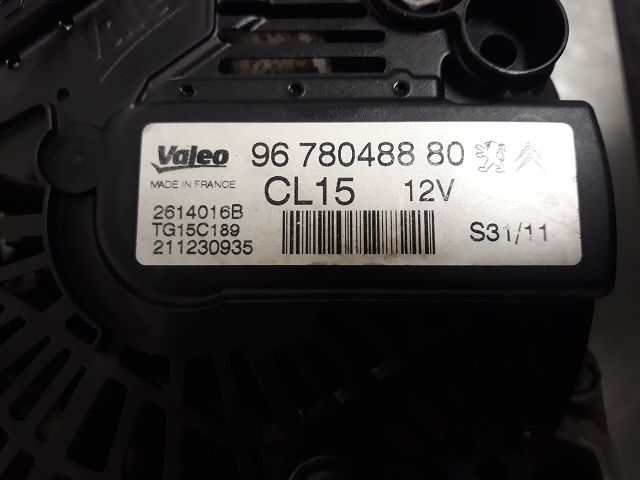 Valeo 96 780488 80
MADE IN FRANCE CL15 12V
2614016B
TG15C189
211230935
S31/11